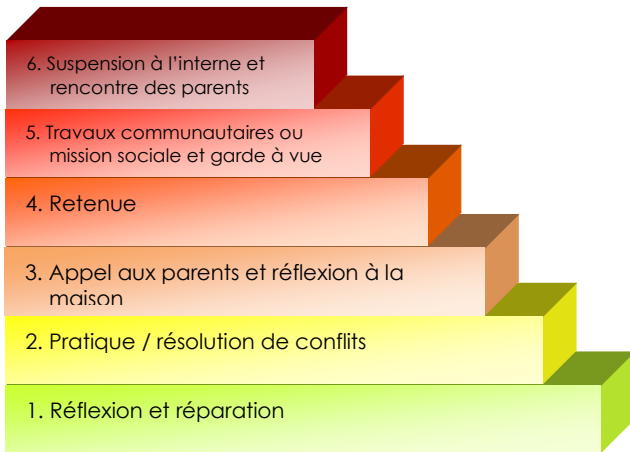 6. Suspension à l'interne et
rencontre des parents
5. Travaux communautaires ou
mission sociale et garde à vue
4. Retenue
3. Appel aux parents et réflexion à la
maison
2. Pratique / résolution de conflits
1. Réflexion et réparation